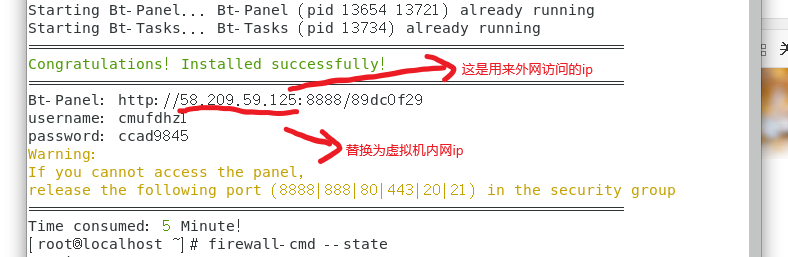 Starting Bt-Panel... Bt-Panel (pid 13654 13721) already running
Starting Bt-Tasks... Bt-Tasks (pid 13734) already running
Congratulations! Installed successfully!
这是用来外网访问的ip
Bt-Panel: http://58.209.59.125:8888/89dc0f29
username: cmufdhzl
password: ccad9845
替换为虚拟机内网ip
Warning:
If you cannot access the panel,
release the following port (8888|888|80|443|20|21) in the security group
Time consumed: 5 Minute!
[root@localhost ~]# firewall-cmd --state